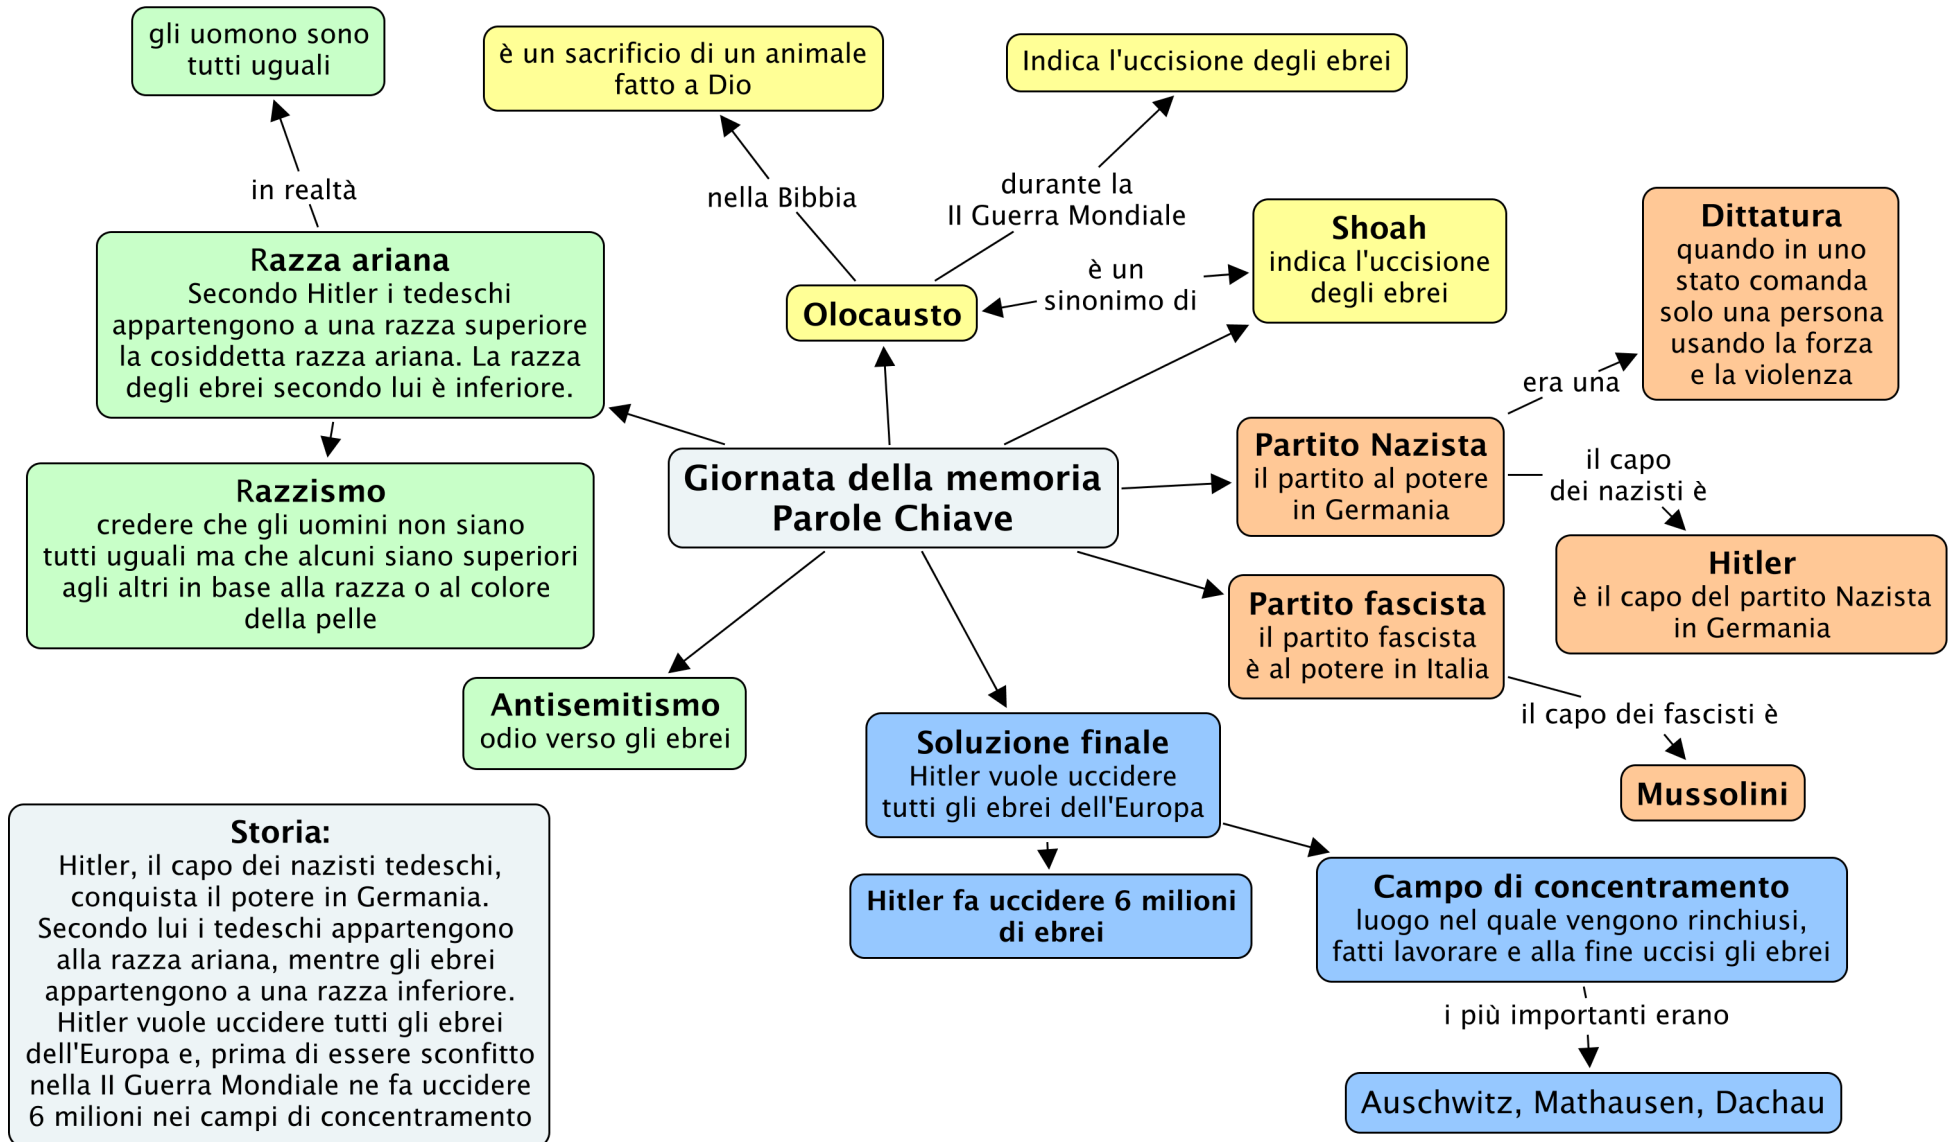 gli uomono sono
tutti uguali
è un sacrificio di un animale
fatto a Dio
Indica l'uccisione degli ebrei
in realtà
nella Bibbia
durante la
II Guerra Mondiale
Razza ariana
Secondo Hitler i tedeschi
appartengono a una razza superiore
la cosiddetta razza ariana. La razza
degli ebrei secondo lui è inferiore.
Olocausto
è un
sinonimo di
Shoah
indica l'uccisione
degli ebrei
Dittatura
quando in uno
stato comanda
solo una persona
usando la forza
e la violenza
era una
Razzismo
credere che gli uomini non siano
tutti uguali ma che alcuni siano superiori
agli altri in base alla razza o al colore
della pelle
Giornata della memoria
Parole Chiave
Partito Nazista
il partito al potere
in Germania
il capo
dei nazisti è
Hitler
è il capo del partito Nazista
in Germania
Partito fascista
il partito fascista
è al potere in Italia
il capo dei fascisti è
Mussolini
Antisemitismo
odio verso gli ebrei
Soluzione finale
Hitler vuole uccidere
tutti gli ebrei dell'Europa
Hitler fa uccidere 6 milioni
di ebrei
Campo di concentramento
luogo nel quale vengono rinchiusi,
fatti lavorare e alla fine uccisi gli ebrei
i più importanti erano
Auschwitz, Mathausen, Dachau
Storia:
Hitler, il capo dei nazisti tedeschi,
conquista il potere in Germania.
Secondo lui i tedeschi appartengono
alla razza ariana, mentre gli ebrei
appartengono a una razza inferiore.
Hitler vuole uccidere tutti gli ebrei
dell'Europa e, prima di essere sconfitto
nella II Guerra Mondiale ne fa uccidere
6 milioni nei campi di concentramento